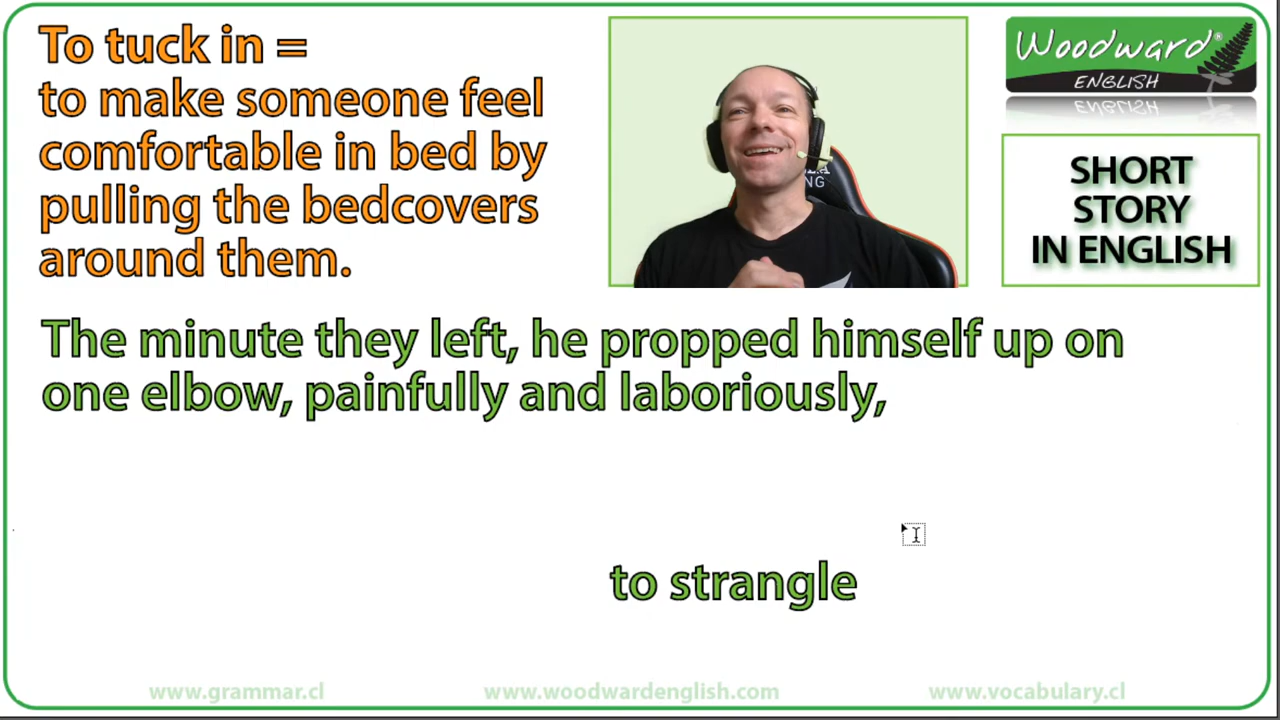 To tuck in =
to make someone feel
comfortable in bed by
pulling the bedcovers
around them.
Woodward®
ENGLISH
SHORT
STORY
IN ENGLISH
The minute they left, he propped himself up on
one elbow, painfully and laboriously,
to strangle
www.grammar.cl
www.woodwardenglish.com
www.vocabulary.cl